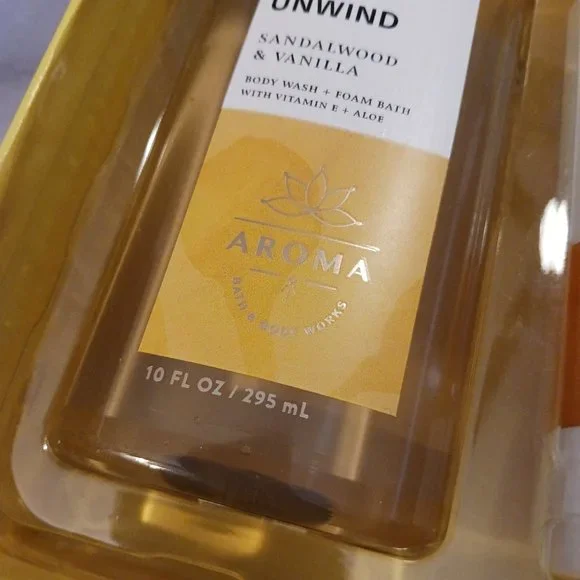 UNWIND
SANDALWOOD
& VANILLA
BODY WASH + FOAM BATH
WITH VITAMIN E + ALOE
AROMA
BATH & BODY WORKS
10 FL OZ / 295 mL